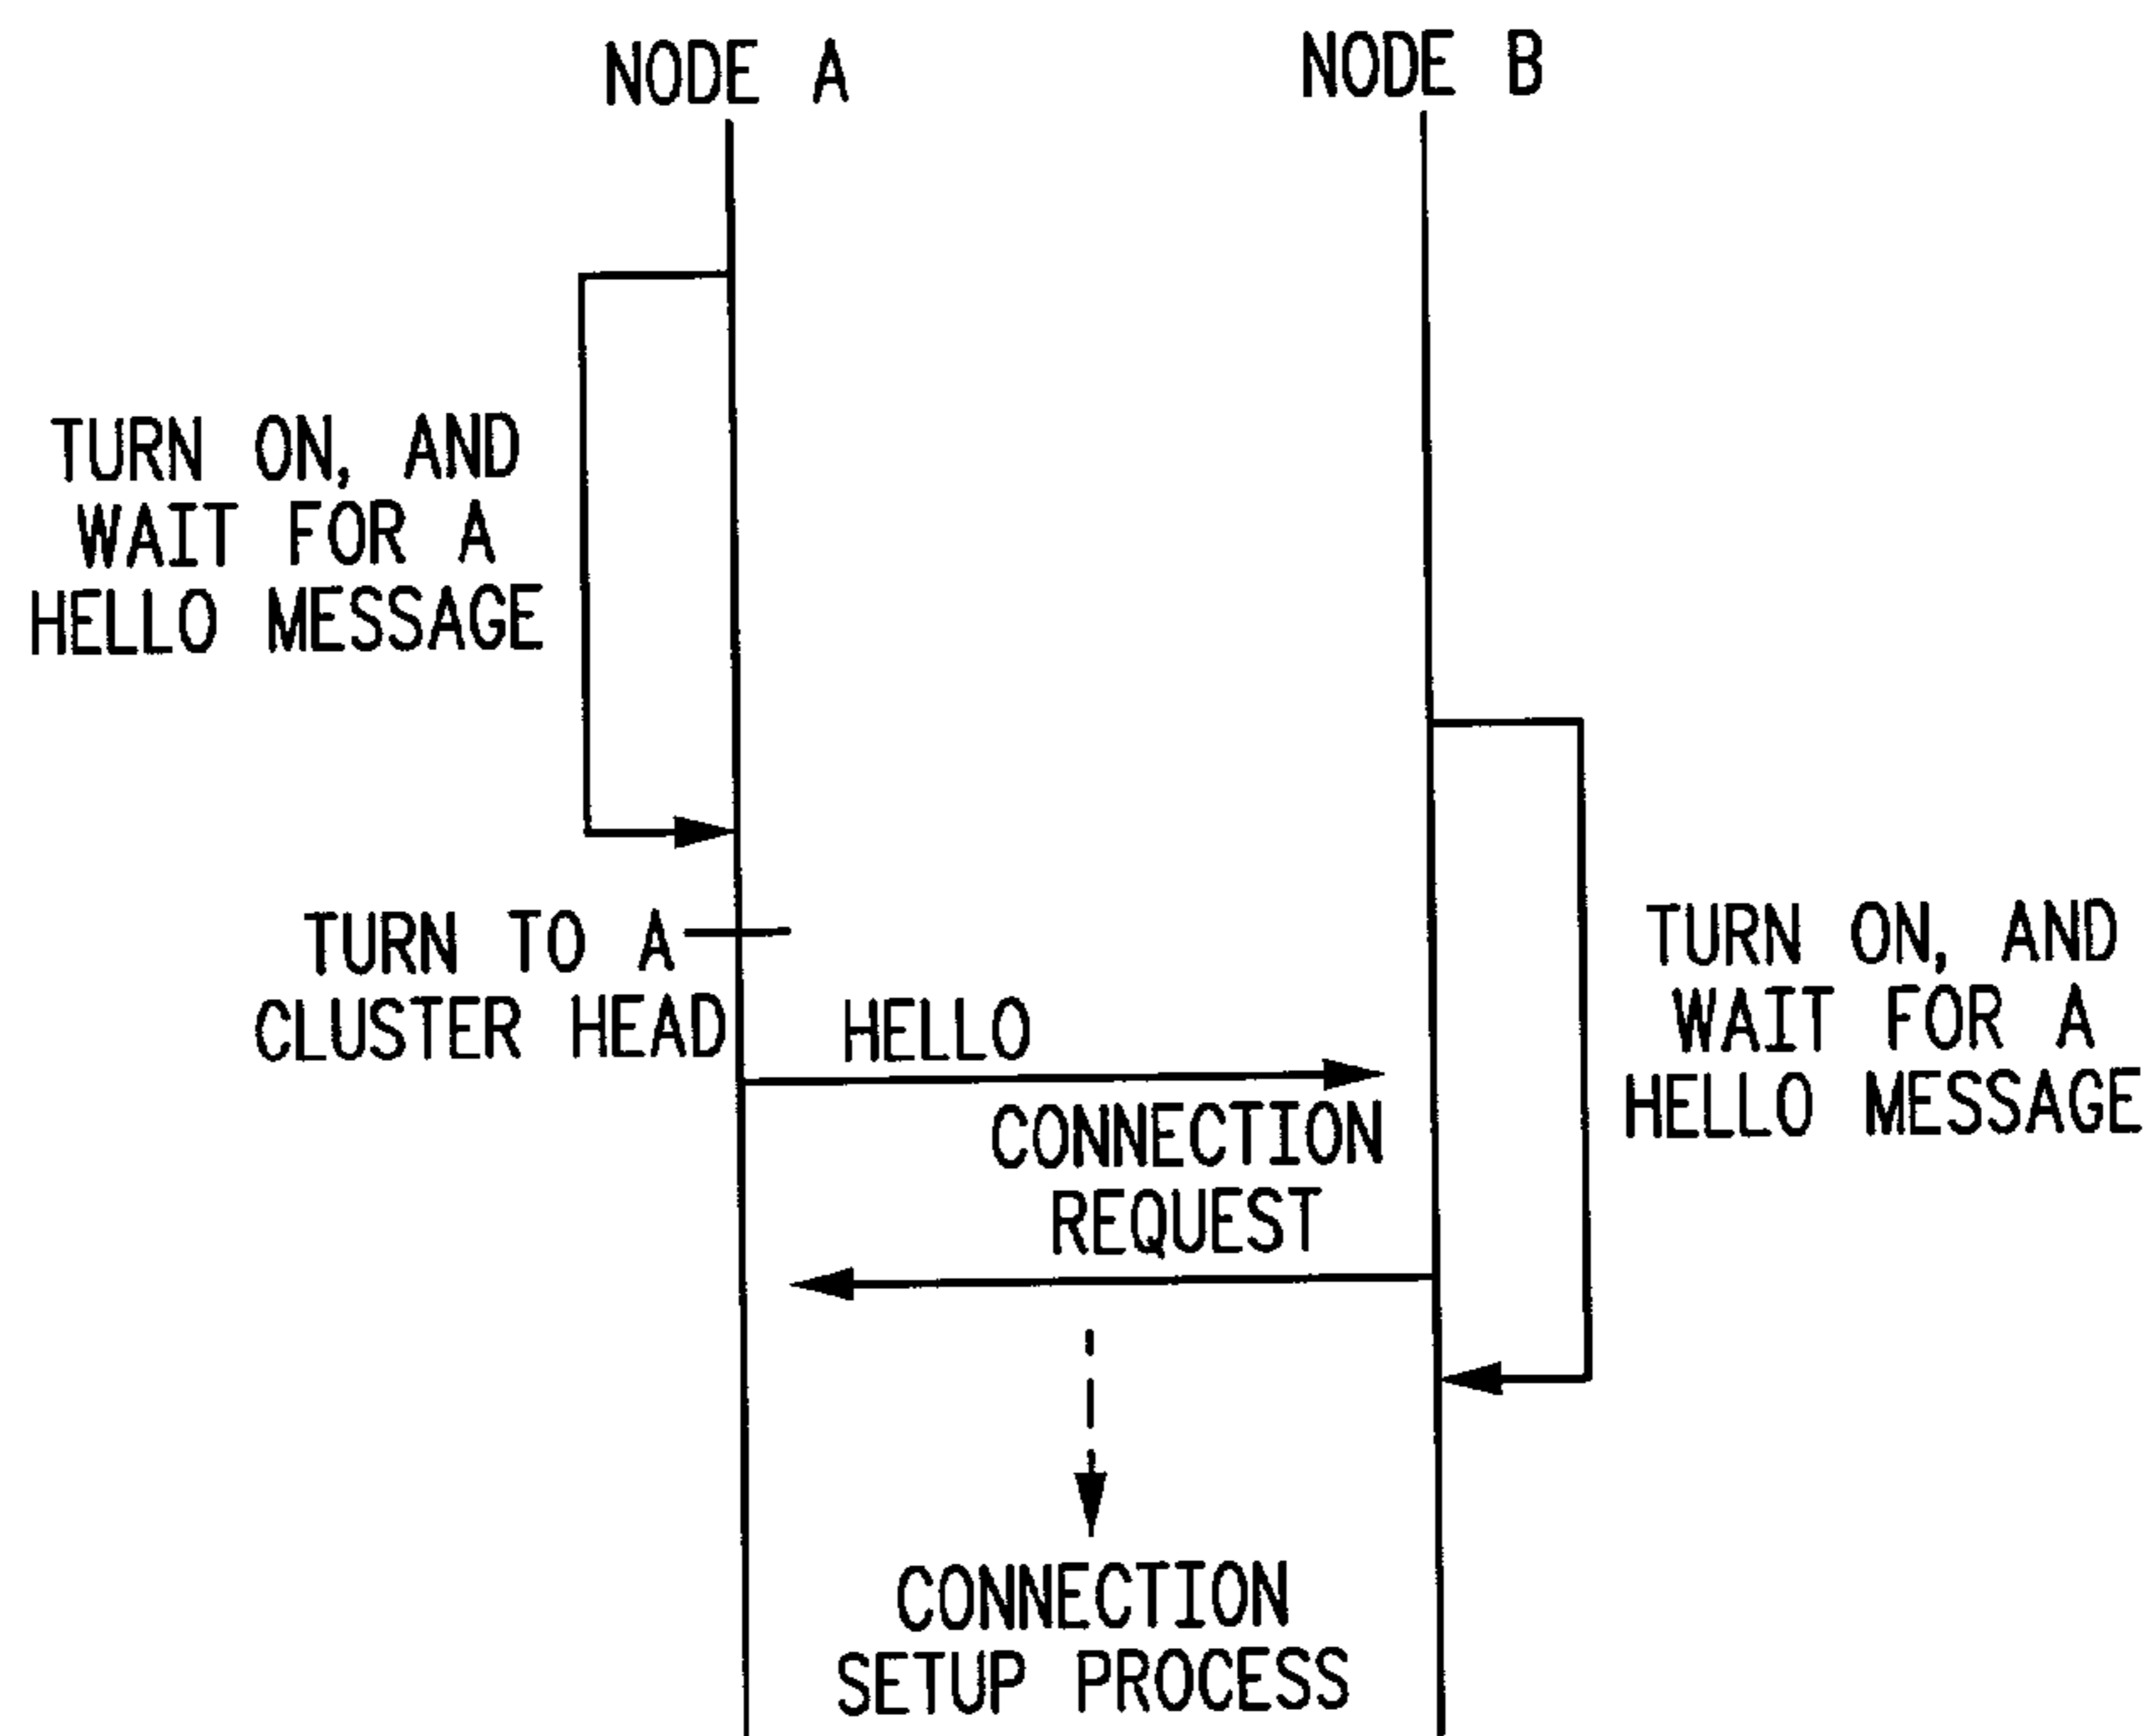 NODE A
NODE B
TURN ON, AND
WAIT FOR A
HELLO MESSAGE
TURN TO A
CLUSTER HEAD
HELLO
TURN ON, AND
WAIT FOR A
HELLO MESSAGE
CONNECTION
REQUEST
CONNECTION
SETUP PROCESS